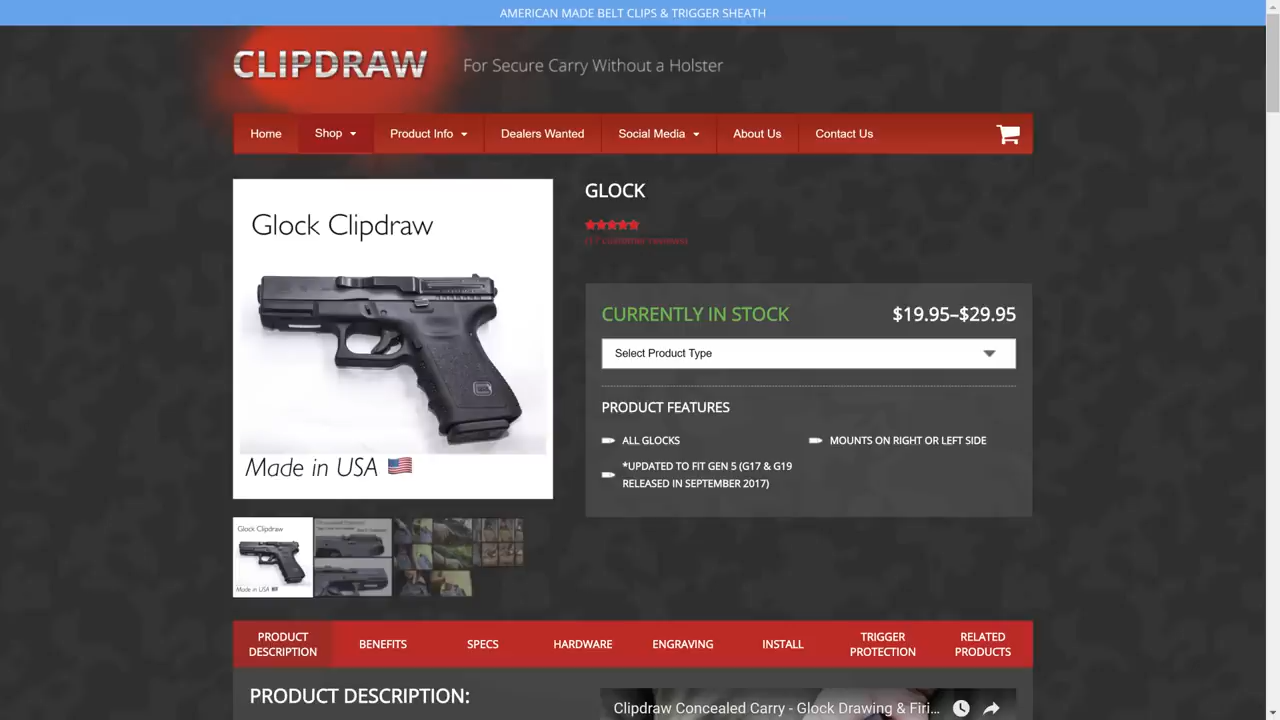 AMERICAN MADE BELT CLIPS & TRIGGER SHEATH
CLIPDRAW
For Secure Carry Without a Holster
Home
Shop
Product Info
Dealers Wanted
Social Media
About Us
Contact Us
Glock Clipdraw
Made in USA
GLOCK
(17 customer reviews)
CURRENTLY IN STOCK
$19.95–$29.95
Select Product Type
PRODUCT FEATURES
ALL GLOCKS
MOUNTS ON RIGHT OR LEFT SIDE
*UPDATED TO FIT GEN 5 (G17 & G19
RELEASED IN SEPTEMBER 2017)
Glock Clipdraw
Made in USA
PRODUCT
DESCRIPTION
BENEFITS
SPECS
HARDWARE
ENGRAVING
INSTALL
TRIGGER
PROTECTION
RELATED
PRODUCTS
PRODUCT DESCRIPTION:
Clipdraw Concealed Carry - Glock Drawing & Firi...